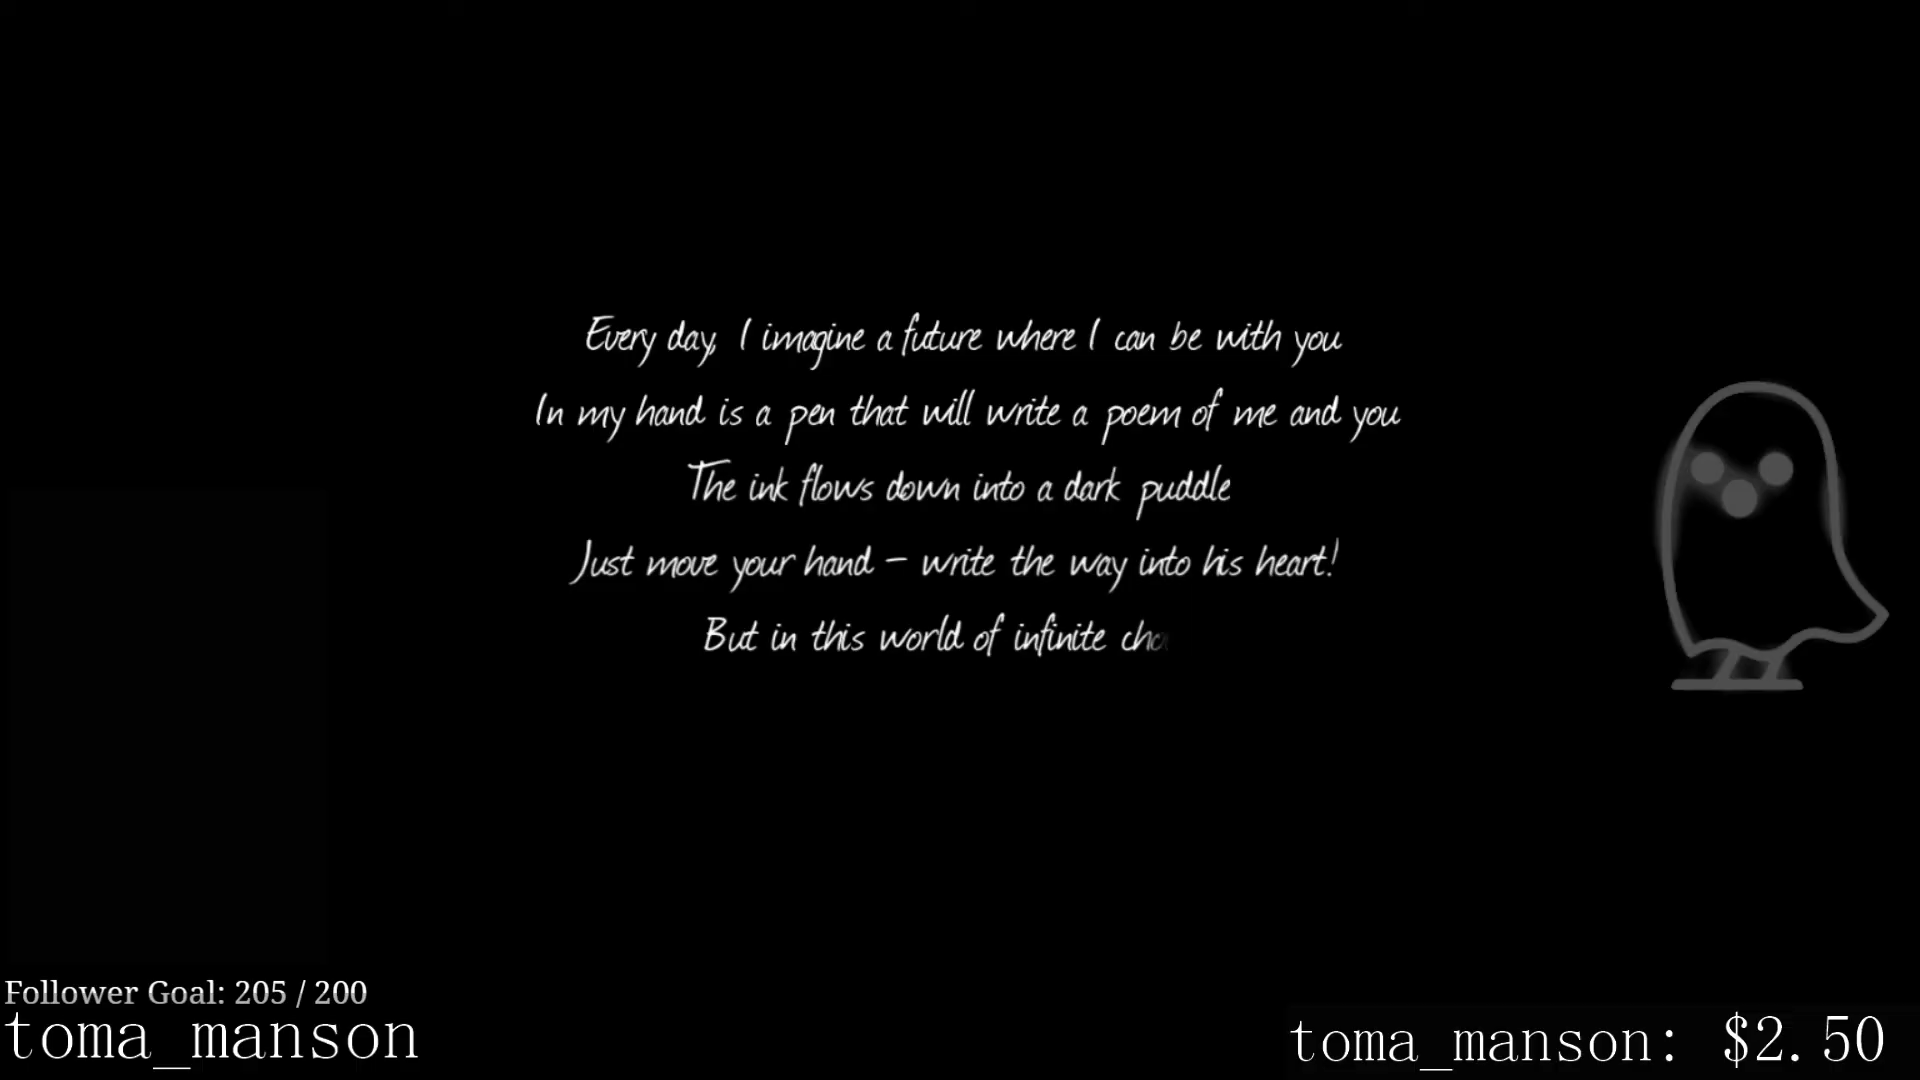 Every day, I imagine a future where I can be with you
In my hand is a pen that will write a poem of me and you
The ink flows down into a dark puddle
Just move your hand – write the way into his heart!
But in this world of infinite
Follower Goal: 205 / 200
toma_manson
toma_manson: $2.50